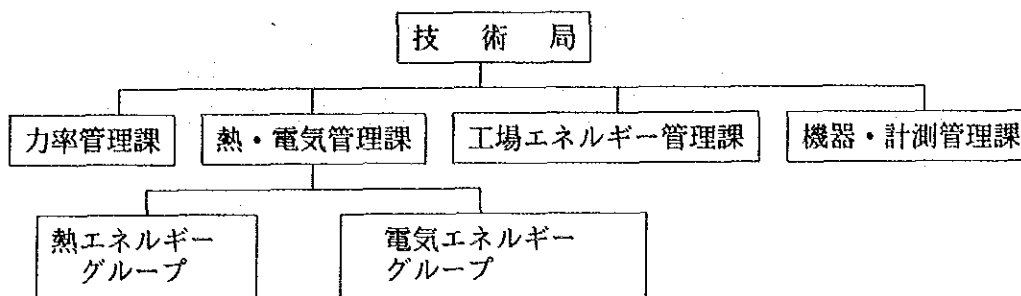 技術局
力率管理課
熱・電気管理課
工場エネルギー管理課
機器・計測管理課
熱エネルギー
グループ
電気エネルギー
グループ